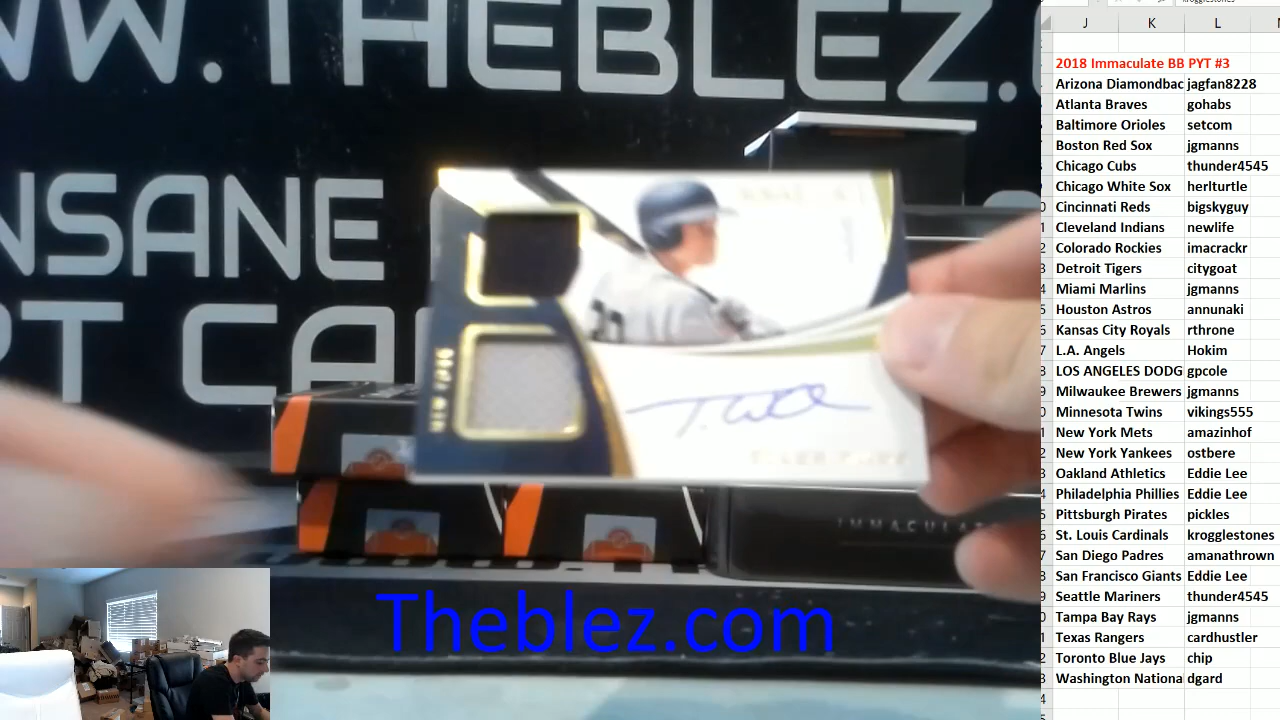 WW.THEBLEZ.
NSANE
PT CA
NEW YORK
IMMACULAT
Theblez.com
J K L
2018 Immaculate BB PYT #3
Arizona Diamondbac jagfan8228
Atlanta Braves gohabs
Baltimore Orioles setcom
Boston Red Sox jgmanns
Chicago Cubs thunder4545
Chicago White Sox herlturtle
Cincinnati Reds bigskyguy
Cleveland Indians newlife
Colorado Rockies imacrackr
Detroit Tigers citygoat
Miami Marlins jgmanns
Houston Astros annunaki
Kansas City Royals rthrone
L.A. Angels Hokim
LOS ANGELES DODG gpcole
Milwaukee Brewers jgmanns
Minnesota Twins vikings555
New York Mets amazinhof
New York Yankees ostbere
Oakland Athletics Eddie Lee
Philadelphia Phillies Eddie Lee
Pittsburgh Pirates pickles
St. Louis Cardinals krogglestones
San Diego Padres amanathrown
San Francisco Giants Eddie Lee
Seattle Mariners thunder4545
Tampa Bay Rays jgmanns
Texas Rangers cardhustler
Toronto Blue Jays chip
Washington Nationa dgard